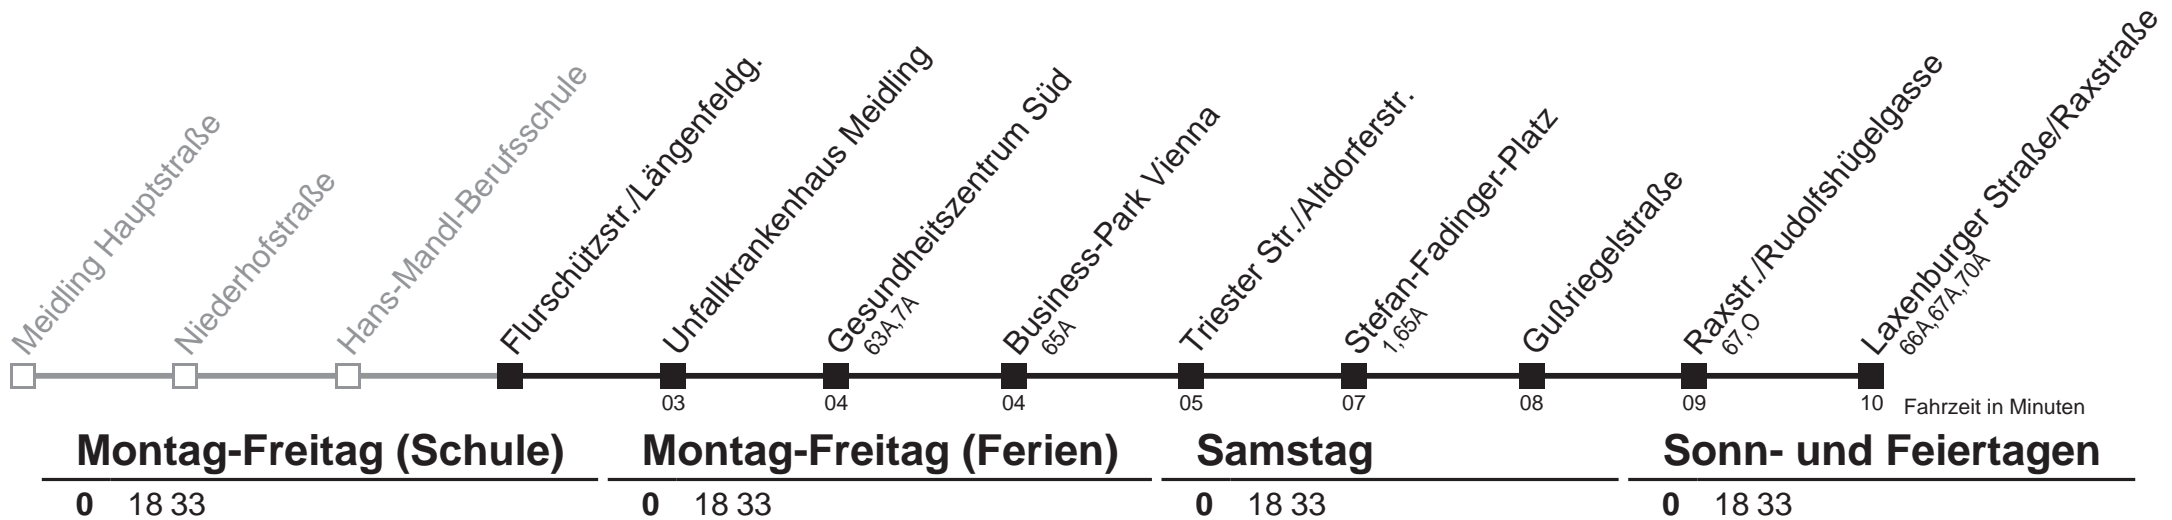 Meidling Hauptstraße
Niederhofstraße
Hans-Mandl-Berufsschule
Flurschützstr./Längenfeldg.
Unfallkrankenhaus Meidling
Gesundheitszentrum Süd
63A,7A
Business-Park Vienna
65A
Triester Str./Altdorferstr.
Stefan-Fadinger-Platz
1,65A
Gußriegelstraße
Raxstr./Rudolfshügelgasse
67,O
Laxenburger Straße/Raxstraße
66A,67A,70A
03 04 04 05 07 08 09 10 Fahrzeit in Minuten
Montag-Freitag (Schule) Montag-Freitag (Ferien) Samstag Sonn- und Feiertagen
0 18 33 0 18 33 0 18 33 0 18 33